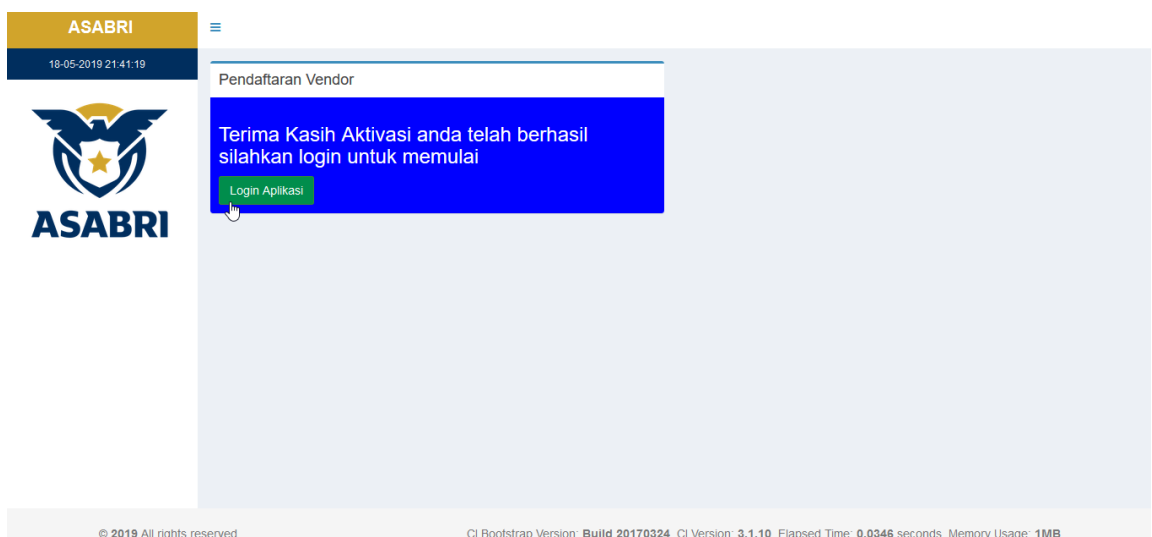 ASABRI
18-05-2019 21:41:19
ASABRI
Pendaftaran Vendor
Terima Kasih Aktivasi anda telah berhasil
silahkan login untuk memulai
Login Aplikasi
© 2019 All rights reserved.
CI Bootstrap Version: Build 20170324, CI Version: 3.1.10, Elapsed Time: 0.0346 seconds, Memory Usage: 1MB